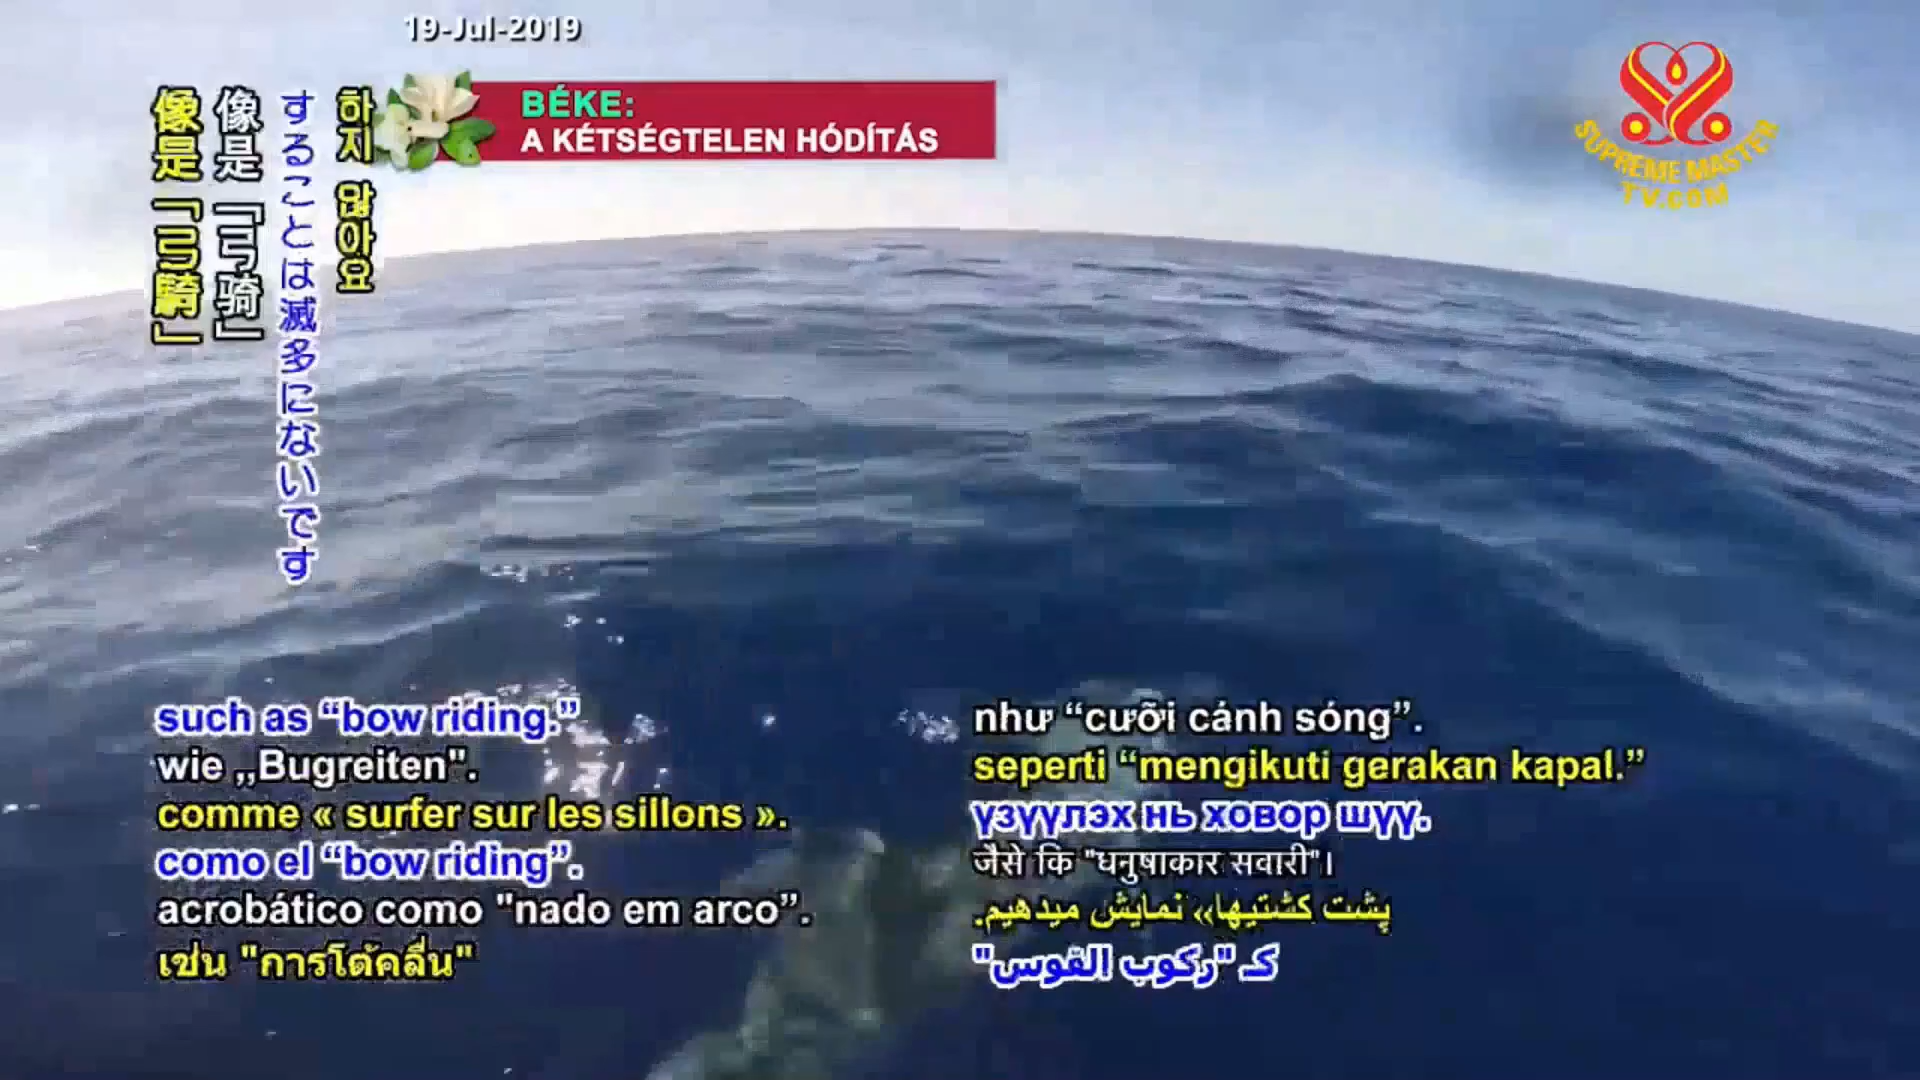 19-Jul-2019
BÉKE:
A KÉTSÉGTELEN HÓDÍTÁS
SUPREME MASTER
TV.COM
하지 않아요
することは滅多にないです
像是「弓骑」
像是「弓騎」
such as “bow riding.”
wie „Bugreiten".
comme « surfer sur les sillons ».
como el “bow riding”.
acrobático como "nado em arco”.
เช่น "การโต้คลื่น"
như “cưỡi cánh sóng”.
seperti “mengikuti gerakan kapal.”
үзүүлэх нь ховор шүү.
जैसे कि "धनुषाकार सवारी"।
پشت کشتیها» نمایش میدهیم.
كـ "ركوب القوس"